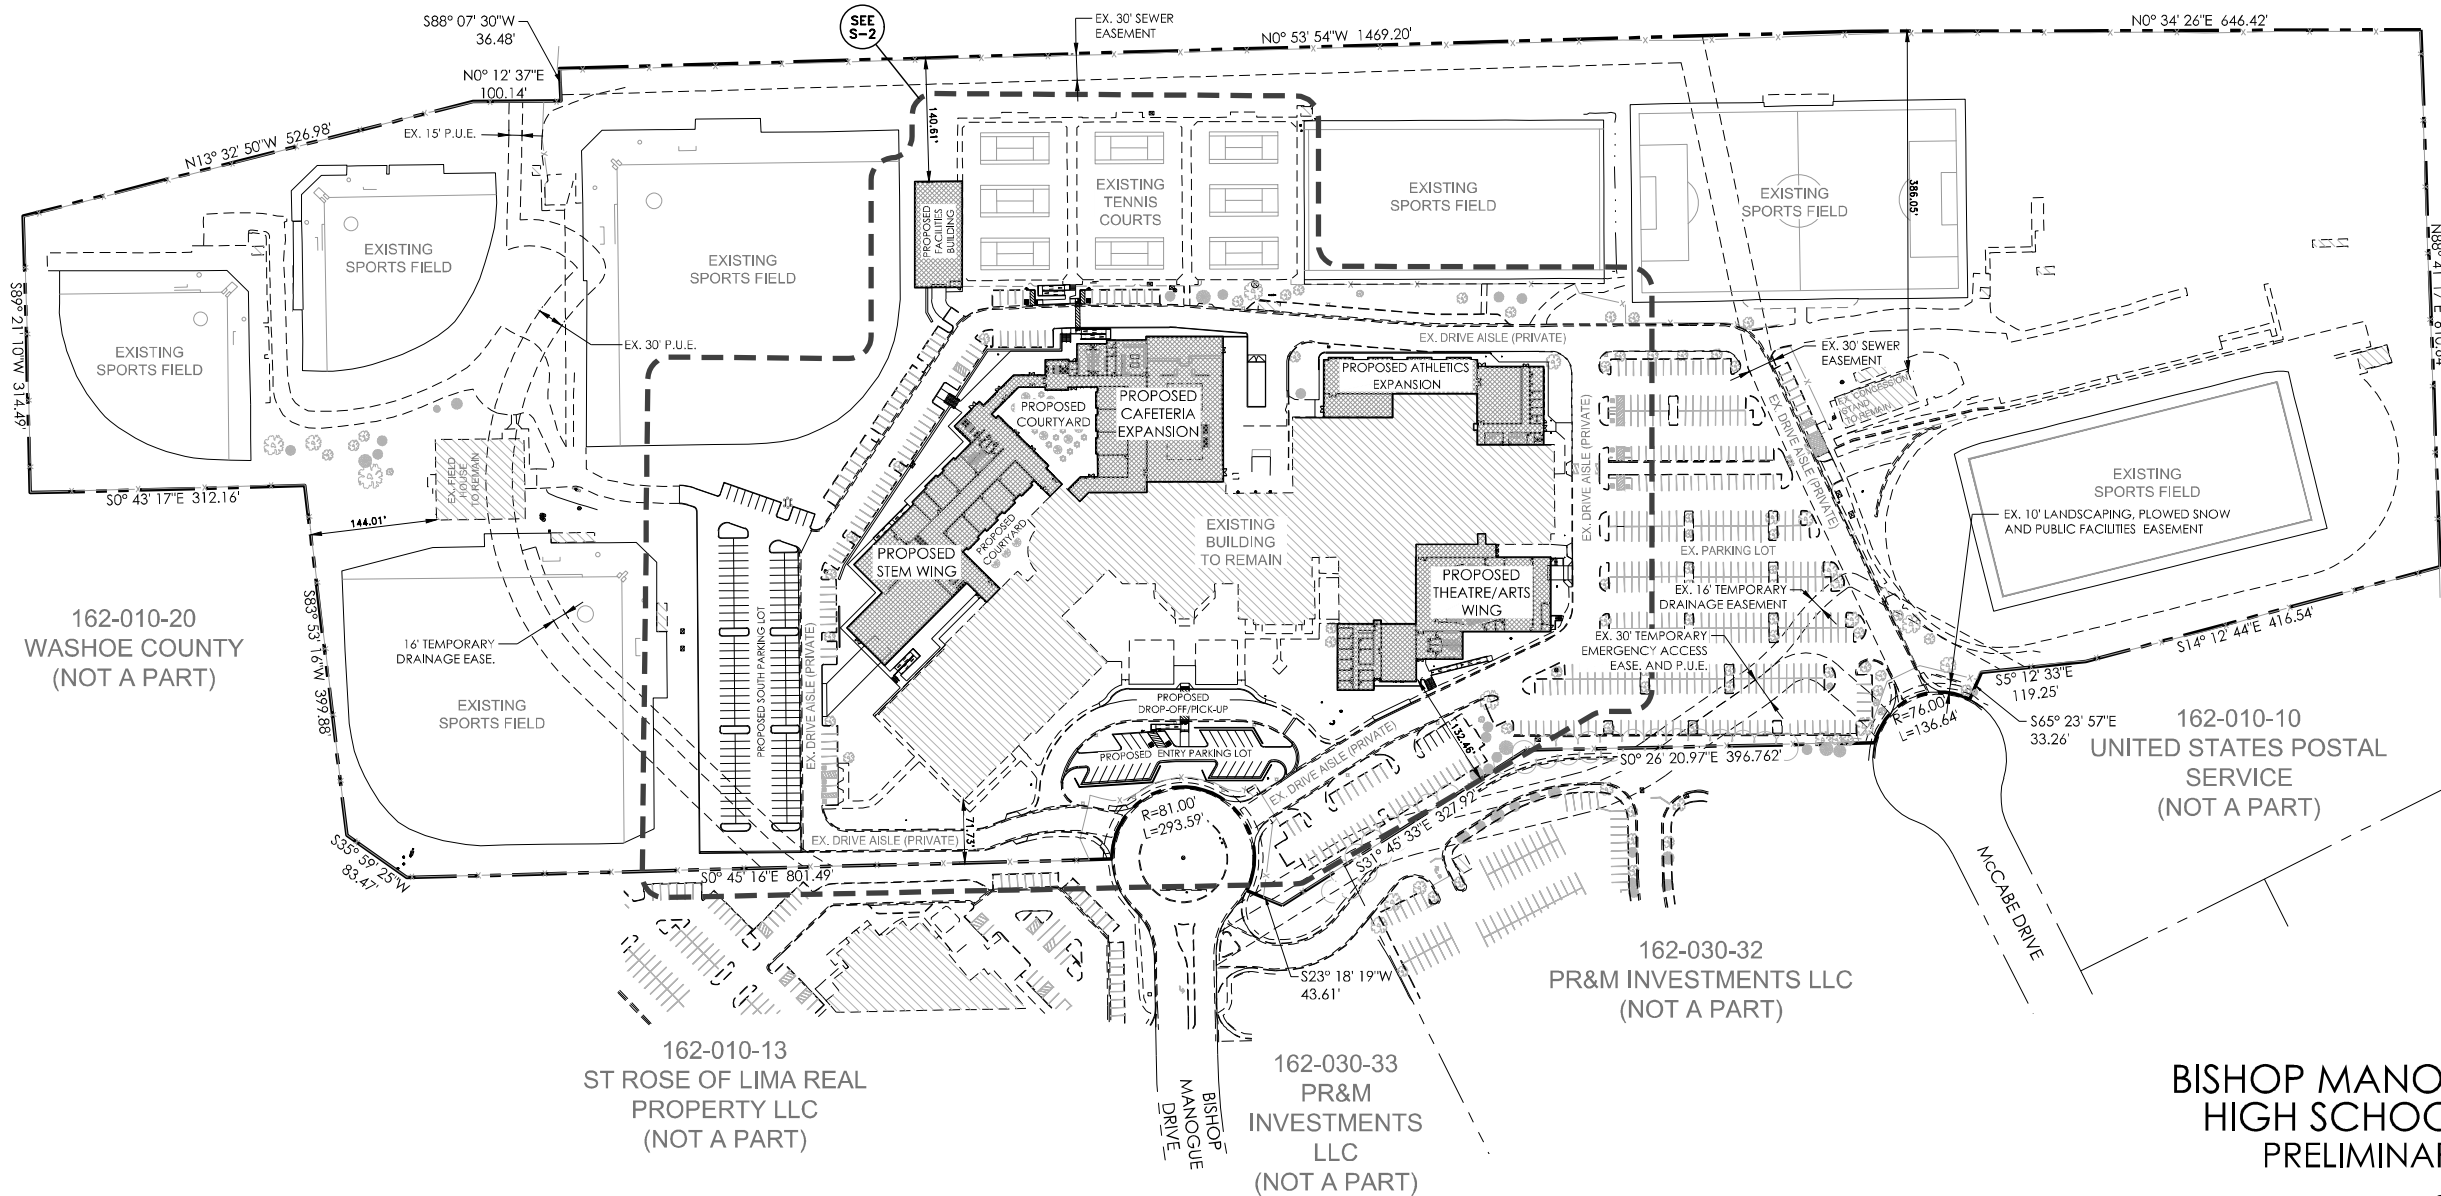 S88° 07' 30"W
36.48'
SEE
S-2
EX. 30' SEWER
EASEMENT
N0° 53' 54"W 1469.20'
N0° 34' 26"E 646.42'
N0° 12' 37"E
100.14'
EX. 15' P.U.E.
N13° 32' 50"W 526.98'
140.61'
386.05'
EXISTING
SPORTS FIELD
EXISTING
SPORTS FIELD
EXISTING
SPORTS FIELD
PROPOSED
FACILITIES
BUILDING
EXISTING
TENNIS
COURTS
EXISTING
SPORTS FIELD
EXISTING
SPORTS FIELD
S89° 21' 10"W 314.49'
EX. 30' P.U.E.
EX. DRIVE AISLE (PRIVATE)
EX. 30' SEWER
EASEMENT
PROPOSED ATHLETICS
EXPANSION
PROPOSED
COURTYARD
PROPOSED
CAFETERIA
EXPANSION
EX. DRIVE AISLE (PRIVATE)
EX. DRIVE AISLE (PRIVATE)
EX. CONCESSION
STAND
TO REMAIN
EX. FIELD
HOUSE
TO REMAIN
S0° 43' 17"E 312.16'
144.01'
EXISTING
SPORTS FIELD
EX. 10' LANDSCAPING, PLOWED SNOW
AND PUBLIC FACILITIES EASEMENT
PROPOSED
COURTYARD
PROPOSED
STEM WING
EXISTING
BUILDING
TO REMAIN
EX. PARKING LOT
PROPOSED
THEATRE/ARTS
WING
EX. 16' TEMPORARY
DRAINAGE EASEMENT
EX. 30' TEMPORARY
EMERGENCY ACCESS
EASE. AND P.U.E.
S83° 53' 16"W 399.88'
162-010-20
WASHOE COUNTY
(NOT A PART)
16' TEMPORARY
DRAINAGE EASE.
EXISTING
SPORTS FIELD
PROPOSED SOUTH PARKING LOT
EX. DRIVE AISLE (PRIVATE)
PROPOSED
DROP-OFF/PICK-UP
PROPOSED ENTRY PARKING LOT
EX. DRIVE AISLE (PRIVATE)
132.46'
S14° 12' 44"E 416.54'
S5° 12' 33"E
119.25'
R=76.00'
L=136.64'
S65° 23' 57"E
33.26'
162-010-10
UNITED STATES POSTAL
SERVICE
(NOT A PART)
S0° 26' 20.97"E 396.762'
S31° 45' 33"E 327.92'
R=81.00'
L=293.59'
71.73'
EX. DRIVE AISLE (PRIVATE)
S35° 59' 25"W
83.47'
S0° 45' 16"E 801.49'
McCABE DRIVE
S23° 18' 19"W
43.61'
162-030-32
PR&M INVESTMENTS LLC
(NOT A PART)
162-010-13
ST ROSE OF LIMA REAL
PROPERTY LLC
(NOT A PART)
BISHOP
MANOGUE
DRIVE
162-030-33
PR&M
INVESTMENTS
LLC
(NOT A PART)
BISHOP MANO
HIGH SCHOO
PRELIMINA